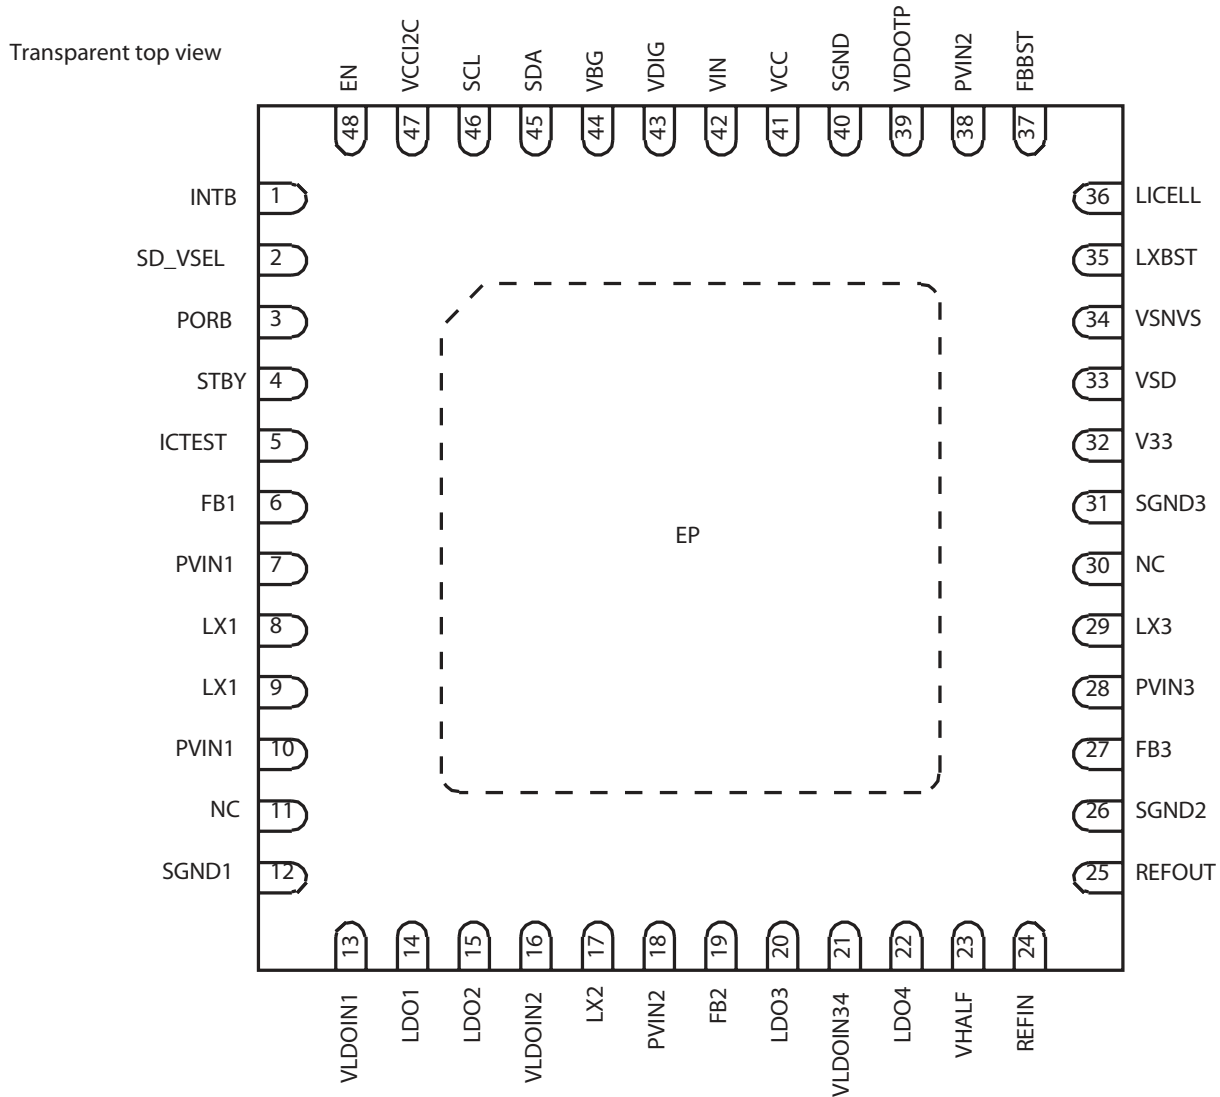 Transparent top view
EN
VCCI2C
SCL
SDA
VBG
VDIG
VIN
VCC
SGND
VDDOTP
PVIN2
FBBST
48
47
46
45
44
43
42
41
40
39
38
37
INTB 1
SD_VSEL 2
PORB 3
STBY 4
ICTEST 5
FB1 6
PVIN1 7
LX1 8
LX1 9
PVIN1 10
NC 11
SGND1 12
EP
36 LICELL
35 LXBST
34 VSNVS
33 VSD
32 V33
31 SGND3
30 NC
29 LX3
28 PVIN3
27 FB3
26 SGND2
25 REFOUT
13
14
15
16
17
18
19
20
21
22
23
24
VLDOIN1
LDO1
LDO2
VLDOIN2
LX2
PVIN2
FB2
LDO3
VLDOIN34
LDO4
VHALF
REFIN